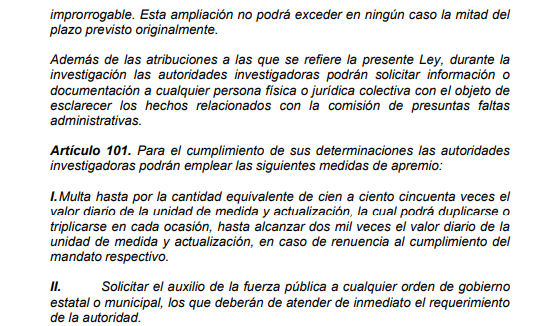 improrrogable. Esta ampliación no podrá exceder en ningún caso la mitad del
plazo previsto originalmente.
Además de las atribuciones a las que se refiere la presente Ley, durante la
investigación las autoridades investigadoras podrán solicitar información o
documentación a cualquier persona física o jurídica colectiva con el objeto de
esclarecer los hechos relacionados con la comisión de presuntas faltas
administrativas.
Artículo 101. Para el cumplimiento de sus determinaciones las autoridades
investigadoras podrán emplear las siguientes medidas de apremio:
I.Multa hasta por la cantidad equivalente de cien a ciento cincuenta veces el
valor diario de la unidad de medida y actualización, la cual podrá duplicarse o
triplicarse en cada ocasión, hasta alcanzar dos mil veces el valor diario de la
unidad de medida y actualización, en caso de renuencia al cumplimiento del
mandato respectivo.
II. Solicitar el auxilio de la fuerza pública a cualquier orden de gobierno
estatal o municipal, los que deberán de atender de inmediato el requerimiento
de la autoridad.